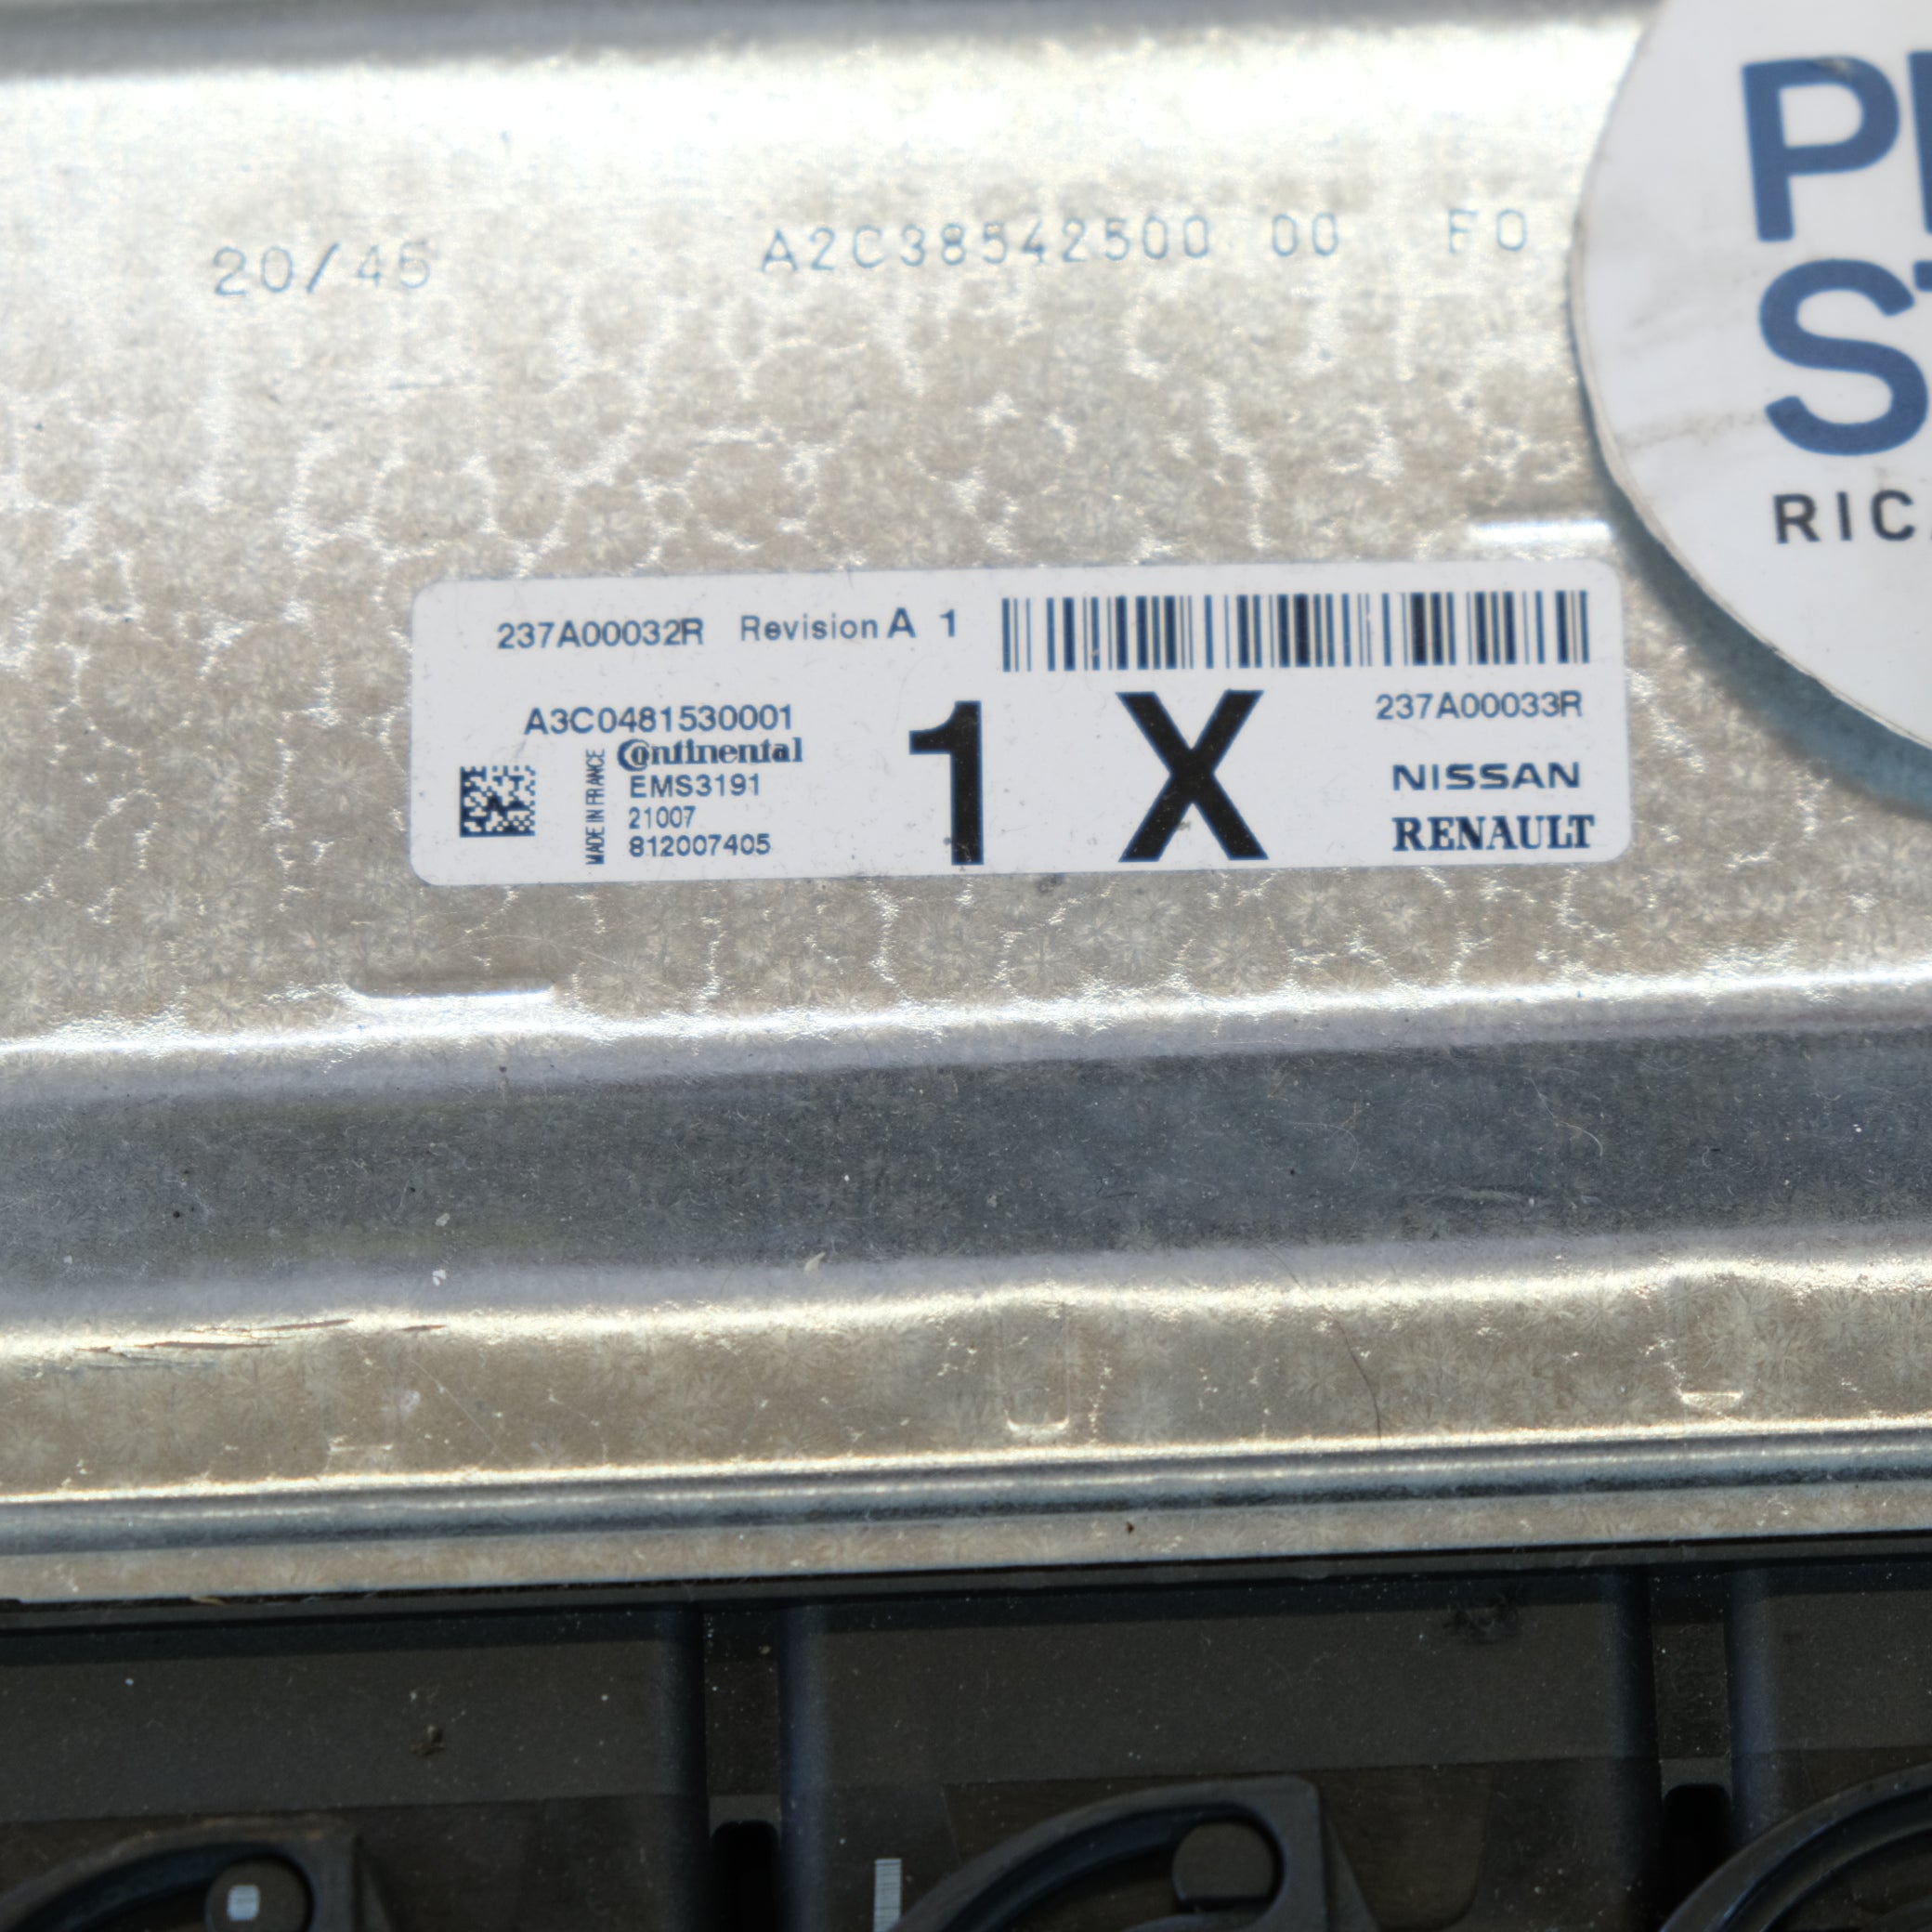 20/45
A2C38542500 00 F0
RIC
237A00032R Revision A 1
A3C0481530001
Continental
MADE IN FRANCE
EMS3191
21007
812007405
1 X
237A00033R
NISSAN
RENAULT